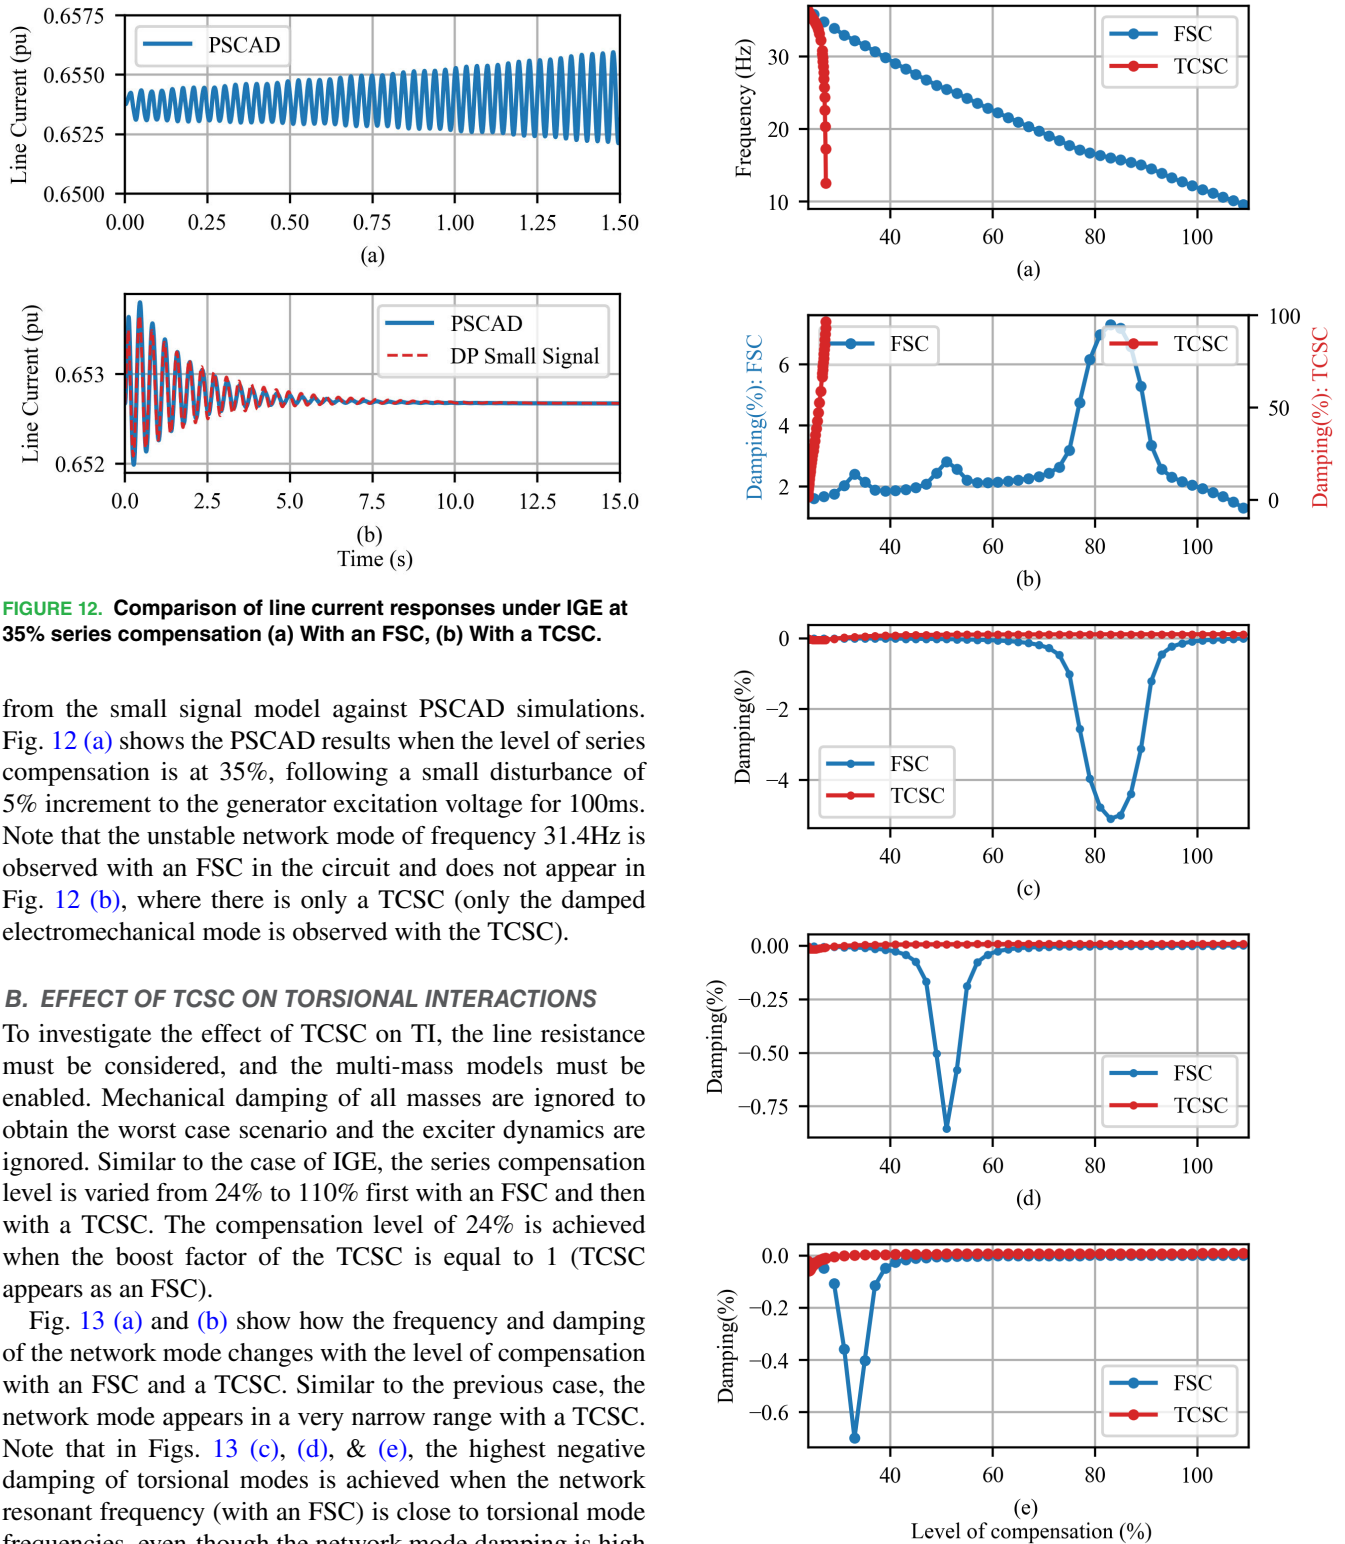 0.6575
0.6550
0.6525
0.6500
Line Current (pu)
PSCAD
0.00 0.25 0.50 0.75 1.00 1.25 1.50
(a)
0.653
0.652
Line Current (pu)
PSCAD
DP Small Signal
0.0 2.5 5.0 7.5 10.0 12.5 15.0
(b)
Time (s)
FIGURE 12. Comparison of line current responses under IGE at
35% series compensation (a) With an FSC, (b) With a TCSC.
from the small signal model against PSCAD simulations.
Fig. 12 (a) shows the PSCAD results when the level of series
compensation is at 35%, following a small disturbance of
5% increment to the generator excitation voltage for 100ms.
Note that the unstable network mode of frequency 31.4Hz is
observed with an FSC in the circuit and does not appear in
Fig. 12 (b), where there is only a TCSC (only the damped
electromechanical mode is observed with the TCSC).
B. EFFECT OF TCSC ON TORSIONAL INTERACTIONS
To investigate the effect of TCSC on TI, the line resistance
must be considered, and the multi-mass models must be
enabled. Mechanical damping of all masses are ignored to
obtain the worst case scenario and the exciter dynamics are
ignored. Similar to the case of IGE, the series compensation
level is varied from 24% to 110% first with an FSC and then
with a TCSC. The compensation level of 24% is achieved
when the boost factor of the TCSC is equal to 1 (TCSC
appears as an FSC).
Fig. 13 (a) and (b) show how the frequency and damping
of the network mode changes with the level of compensation
with an FSC and a TCSC. Similar to the previous case, the
network mode appears in a very narrow range with a TCSC.
Note that in Figs. 13 (c), (d), & (e), the highest negative
damping of torsional modes is achieved when the network
resonant frequency (with an FSC) is close to torsional mode
frequencies, even though the network mode damping is high
30
20
10
Frequency (Hz)
FSC
TCSC
40 60 80 100
(a)
6
4
2
Damping(%): FSC
FSC
TCSC
100
50
0
Damping(%): TCSC
40 60 80 100
(b)
0
−2
−4
Damping(%)
FSC
TCSC
40 60 80 100
(c)
0.00
−0.25
−0.50
−0.75
Damping(%)
FSC
TCSC
40 60 80 100
(d)
0.0
−0.2
−0.4
−0.6
Damping(%)
FSC
TCSC
40 60 80 100
(e)
Level of compensation (%)